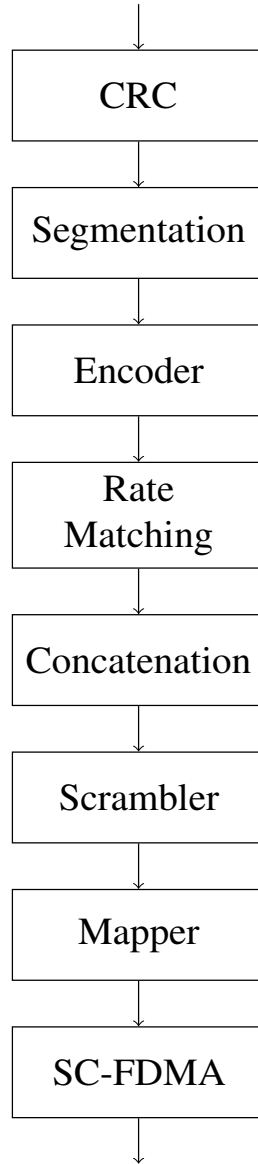 CRC
Segmentation
Encoder
Rate
Matching
Concatenation
Scrambler
Mapper
SC-FDMA